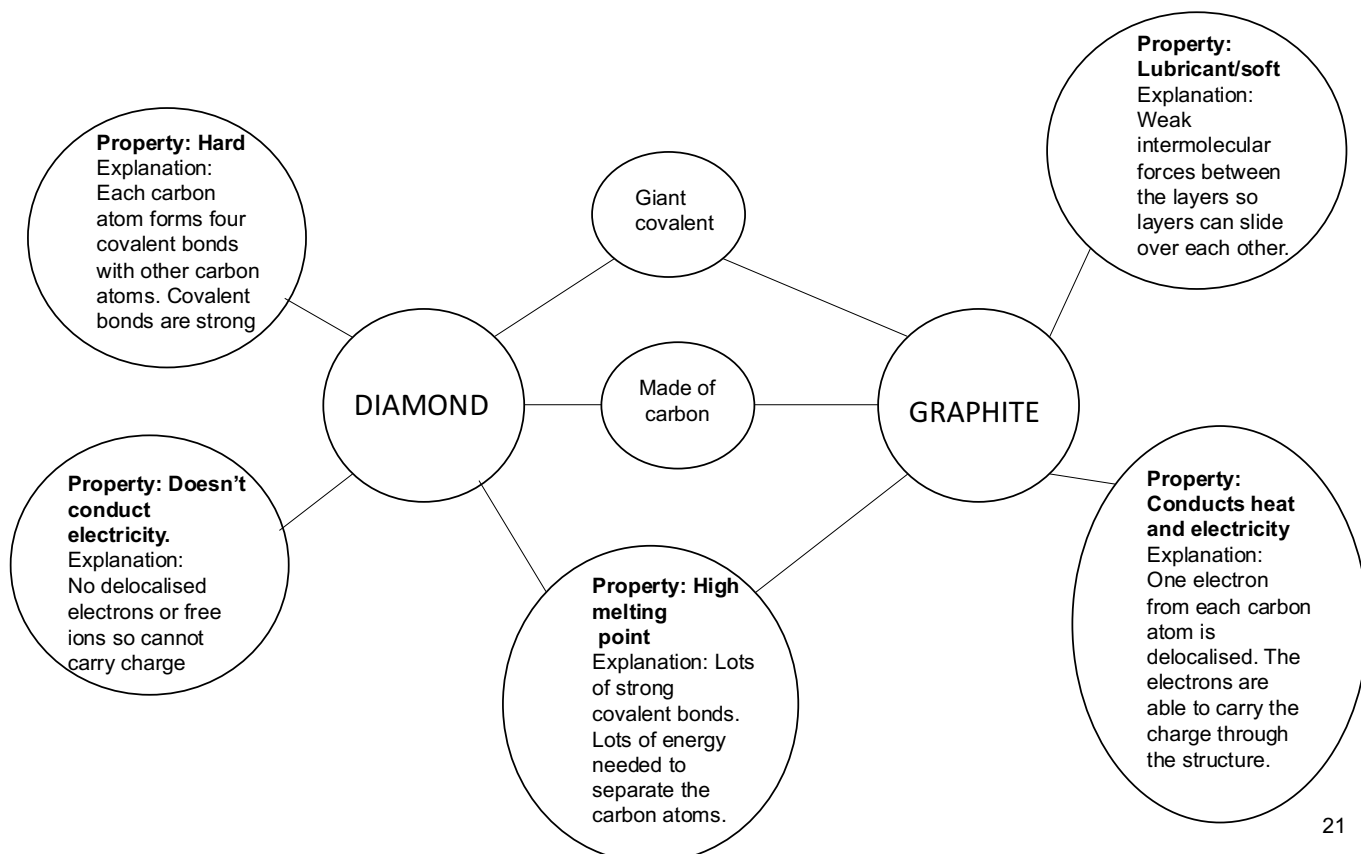 Property: Hard
Explanation:
Each carbon
atom forms four
covalent bonds
with other carbon
atoms. Covalent
bonds are strong
Giant
covalent
Property:
Lubricant/soft
Explanation:
Weak
intermolecular
forces between
the layers so
layers can slide
over each other.
DIAMOND
Made of
carbon
GRAPHITE
Property: Doesn’t
conduct
electricity.
Explanation:
No delocalised
electrons or free
ions so cannot
carry charge
Property: High
melting
point
Explanation: Lots
of strong
covalent bonds.
Lots of energy
needed to
separate the
carbon atoms.
Property:
Conducts heat
and electricity
Explanation:
One electron
from each carbon
atom is
delocalised. The
electrons are
able to carry the
charge through
the structure.
21